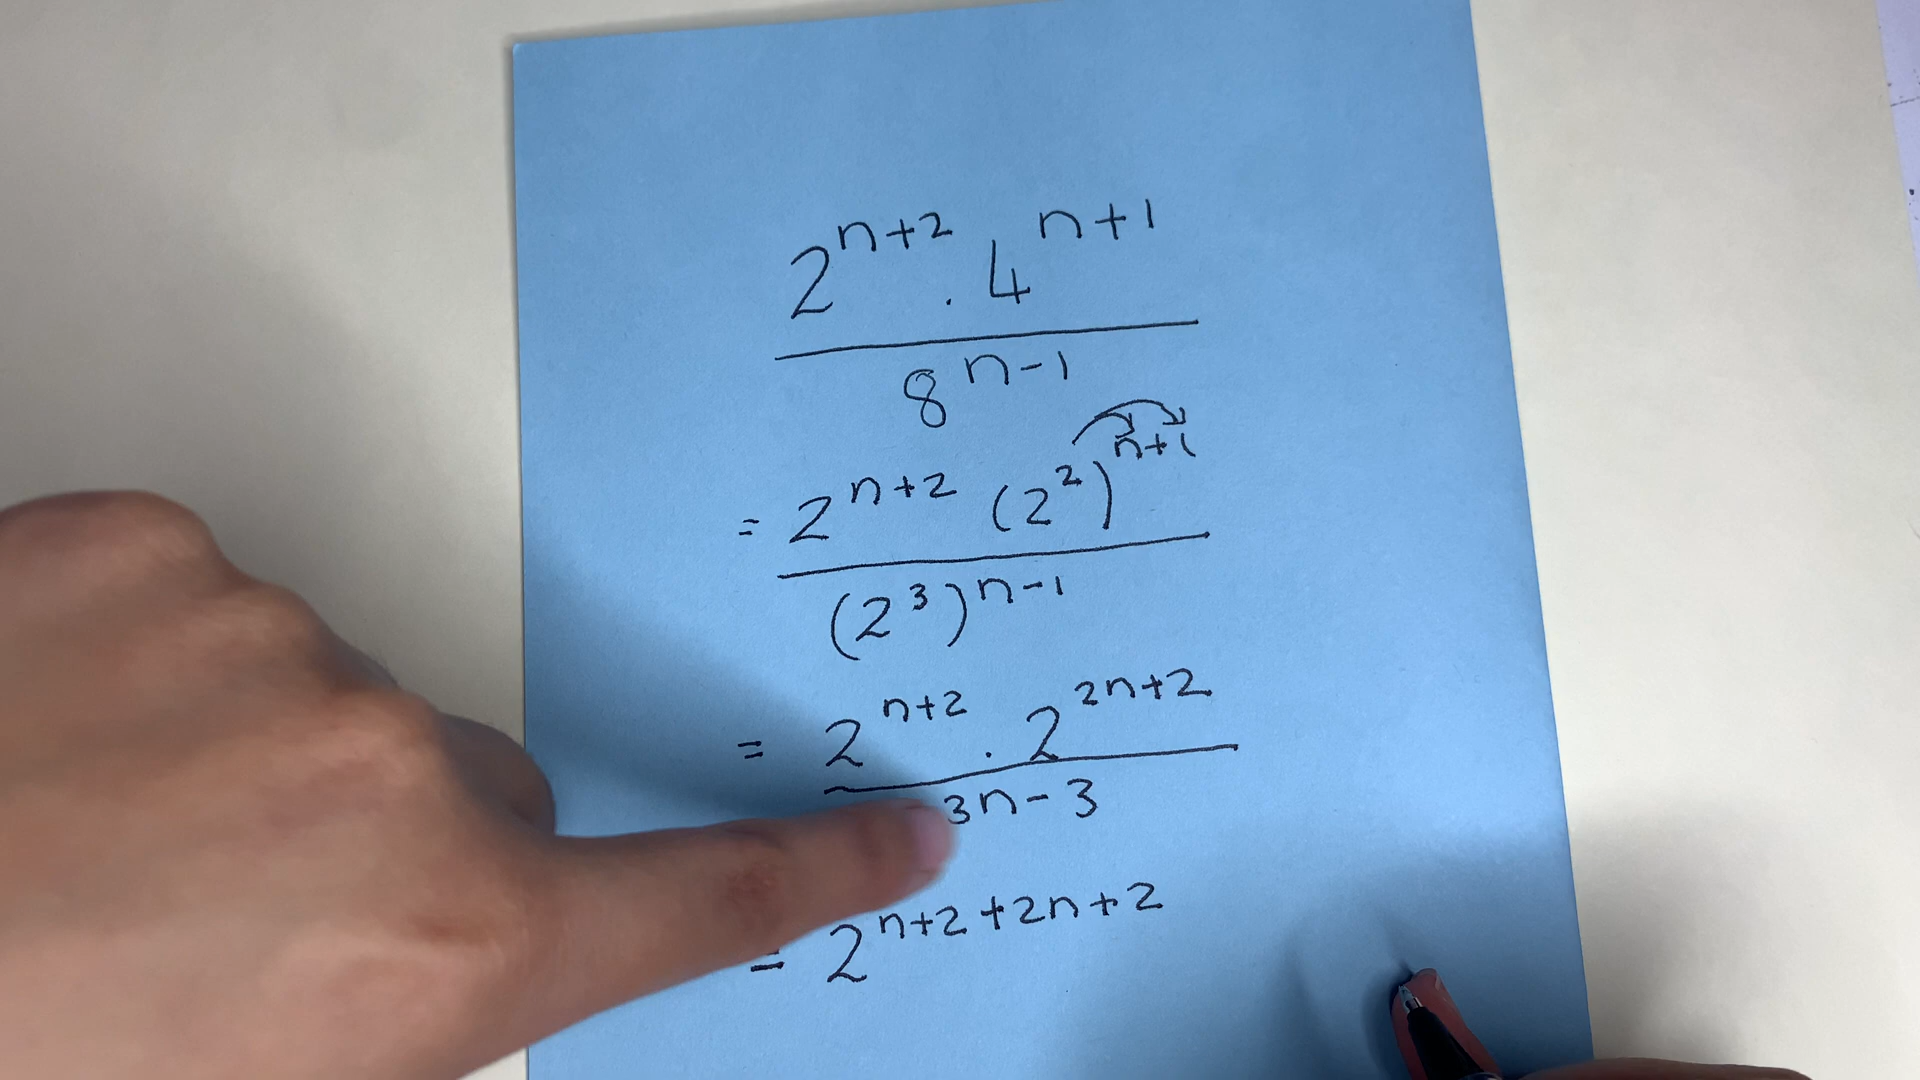 2^{n+2} . 4^{n+1}
8^{n-1}
= 2^{n+2} (2^2)^{n+1}
(2^3)^{n-1}
= 2^{n+2} . 2^{2n+2}
3n-3
= 2^{n+2+2n+2}